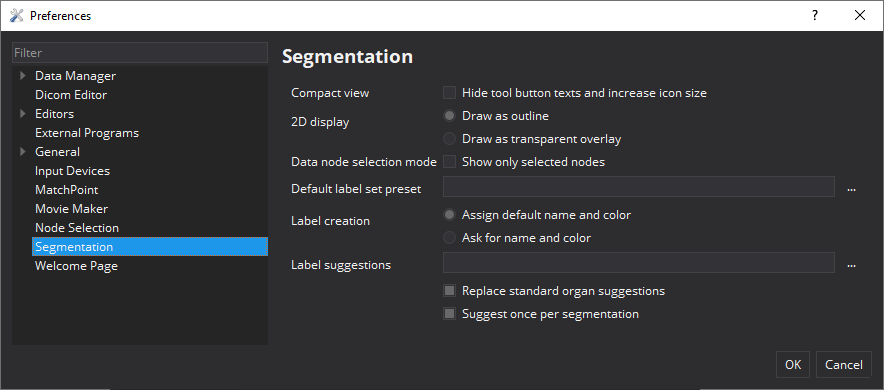 Preferences
?
Filter
Data Manager
Dicom Editor
Editors
External Programs
General
Input Devices
MatchPoint
Movie Maker
Node Selection
Segmentation
Welcome Page
Segmentation
Compact view Hide tool button texts and increase icon size
2D display Draw as outline
Draw as transparent overlay
Data node selection mode Show only selected nodes
Default label set preset ...
Label creation Assign default name and color
Ask for name and color
Label suggestions ...
Replace standard organ suggestions
Suggest once per segmentation
OK Cancel